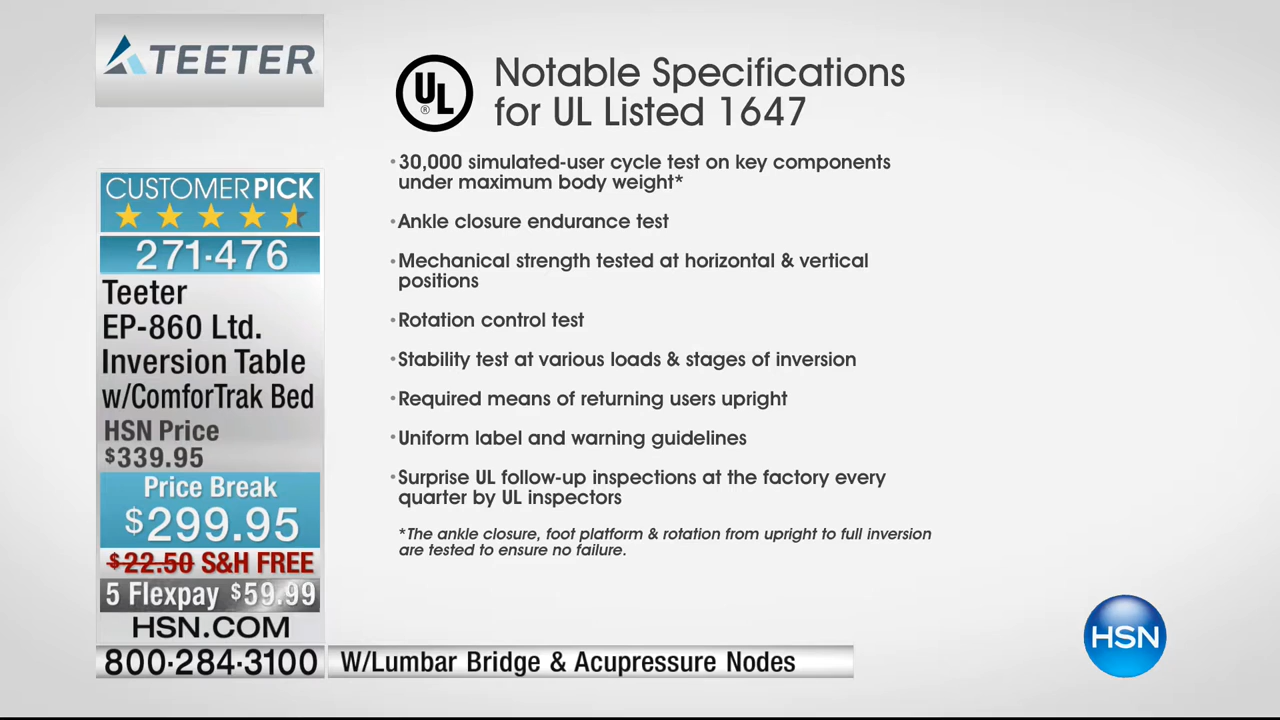 TEETER
UL
®
Notable Specifications
for UL Listed 1647
•30,000 simulated-user cycle test on key components
under maximum body weight*
•Ankle closure endurance test
•Mechanical strength tested at horizontal & vertical
positions
•Rotation control test
•Stability test at various loads & stages of inversion
•Required means of returning users upright
•Uniform label and warning guidelines
•Surprise UL follow-up inspections at the factory every
quarter by UL inspectors
*The ankle closure, foot platform & rotation from upright to full inversion
are tested to ensure no failure.
CUSTOMER PICK
271·476
Teeter
EP-860 Ltd.
Inversion Table
w/ComforTrak Bed
HSN Price
$339.95
Price Break
$299.95
$22.50 S&H FREE
5 Flexpay $59.99
HSN.COM
800·284·3100
W/Lumbar Bridge & Acupressure Nodes
HSN